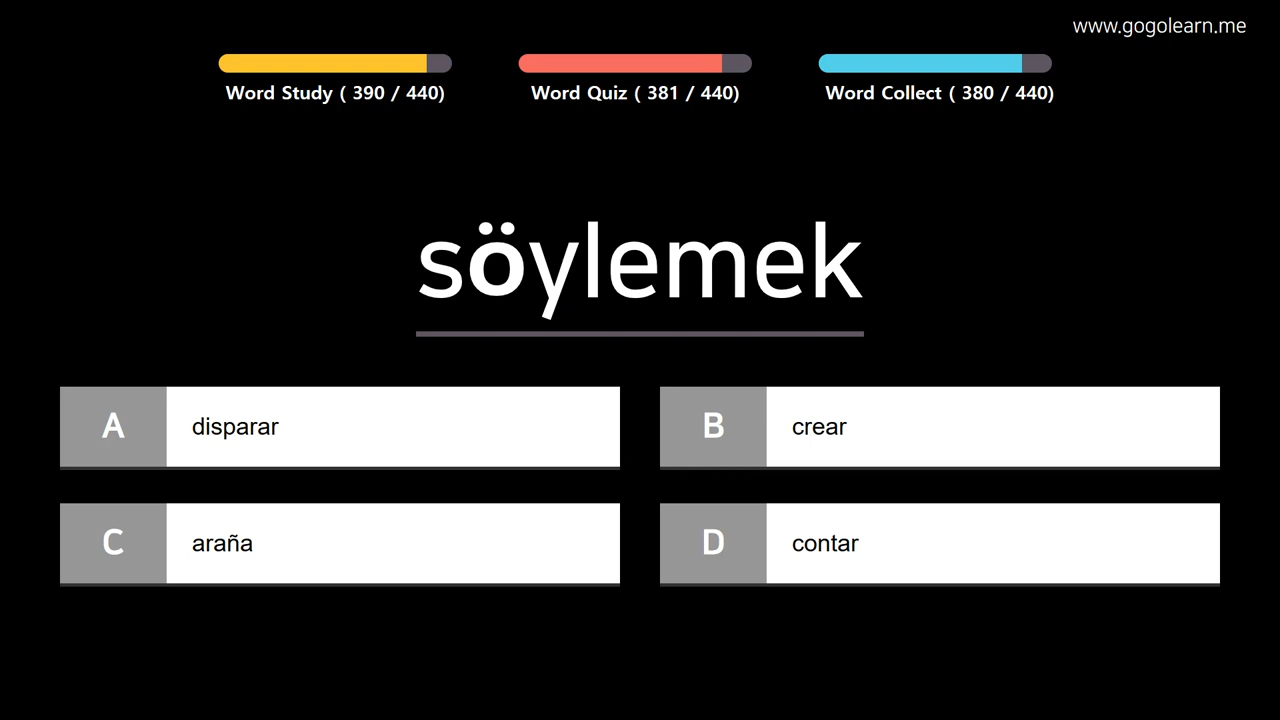 www.gogolearn.me
Word Study ( 390 / 440)
Word Quiz ( 381 / 440)
Word Collect ( 380 / 440)
söylemek
A disparar
B crear
C araña
D contar